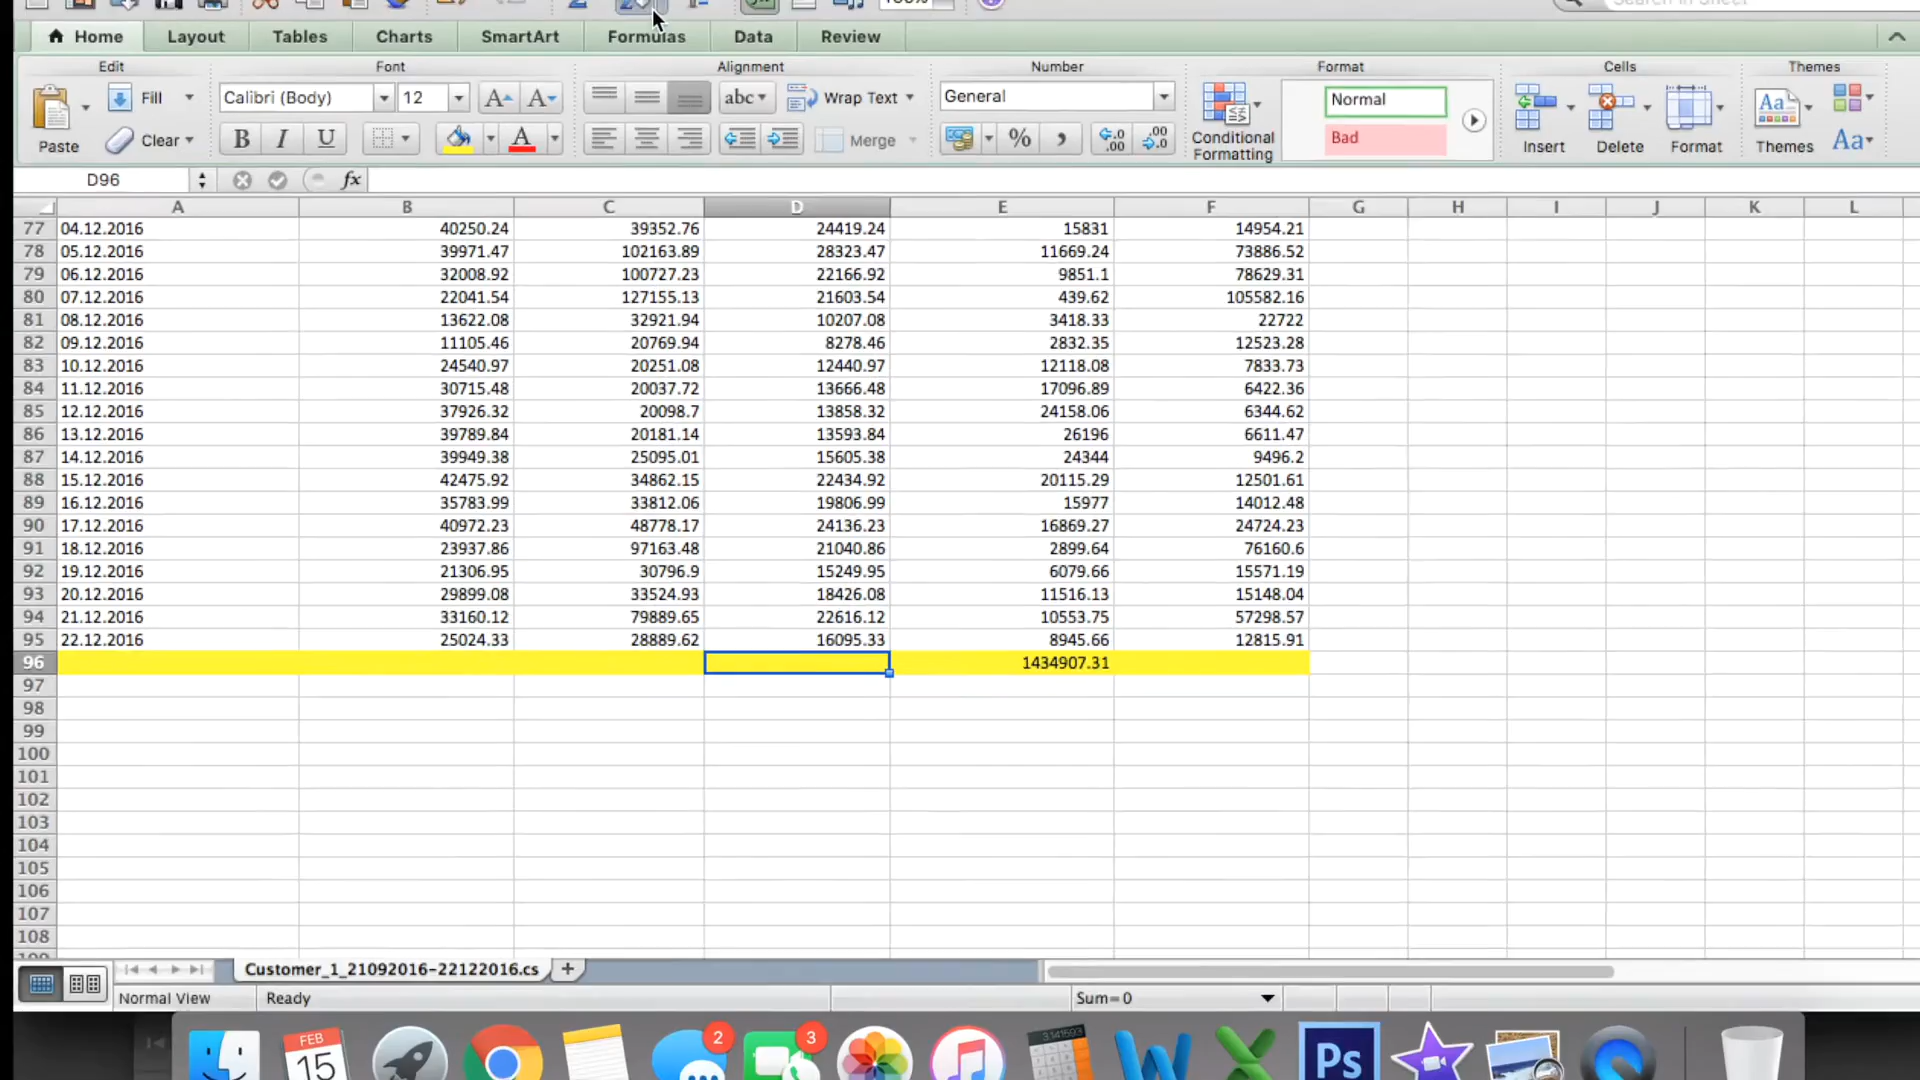 Home Layout Tables Charts SmartArt Formulas Data Review
Edit Font Alignment Number Format Cells Themes
Fill Calibri (Body) 12 abc Wrap Text General Normal
Paste Clear B I U A Merge % Conditional Formatting Bad Insert Delete Format Themes Aa
D96 fx
A B C D E F G H I J K L
77 04.12.2016 40250.24 39352.76 24419.24 15831 14954.21
78 05.12.2016 39971.47 102163.89 28323.47 11669.24 73886.52
79 06.12.2016 32008.92 100727.23 22166.92 9851.1 78629.31
80 07.12.2016 22041.54 127155.13 21603.54 439.62 105582.16
81 08.12.2016 13622.08 32921.94 10207.08 3418.33 22722
82 09.12.2016 11105.46 20769.94 8278.46 2832.35 12523.28
83 10.12.2016 24540.97 20251.08 12440.97 12118.08 7833.73
84 11.12.2016 30715.48 20037.72 13666.48 17096.89 6422.36
85 12.12.2016 37926.32 20098.7 13858.32 24158.06 6344.62
86 13.12.2016 39789.84 20181.14 13593.84 26196 6611.47
87 14.12.2016 39949.38 25095.01 15605.38 24344 9496.2
88 15.12.2016 42475.92 34862.15 22434.92 20115.29 12501.61
89 16.12.2016 35783.99 33812.06 19806.99 15977 14012.48
90 17.12.2016 40972.23 48778.17 24136.23 16869.27 24724.23
91 18.12.2016 23937.86 97163.48 21040.86 2899.64 76160.6
92 19.12.2016 21306.95 30796.9 15249.95 6079.66 15571.19
93 20.12.2016 29899.08 33524.93 18426.08 11516.13 15148.04
94 21.12.2016 33160.12 79889.65 22616.12 10553.75 57298.57
95 22.12.2016 25024.33 28889.62 16095.33 8945.66 12815.91
96 1434907.31
97
98
99
100
101
102
103
104
105
106
107
108
Customer_1_21092016-22122016.cs
Normal View Ready Sum=0
FEB 15 2 3 Ps